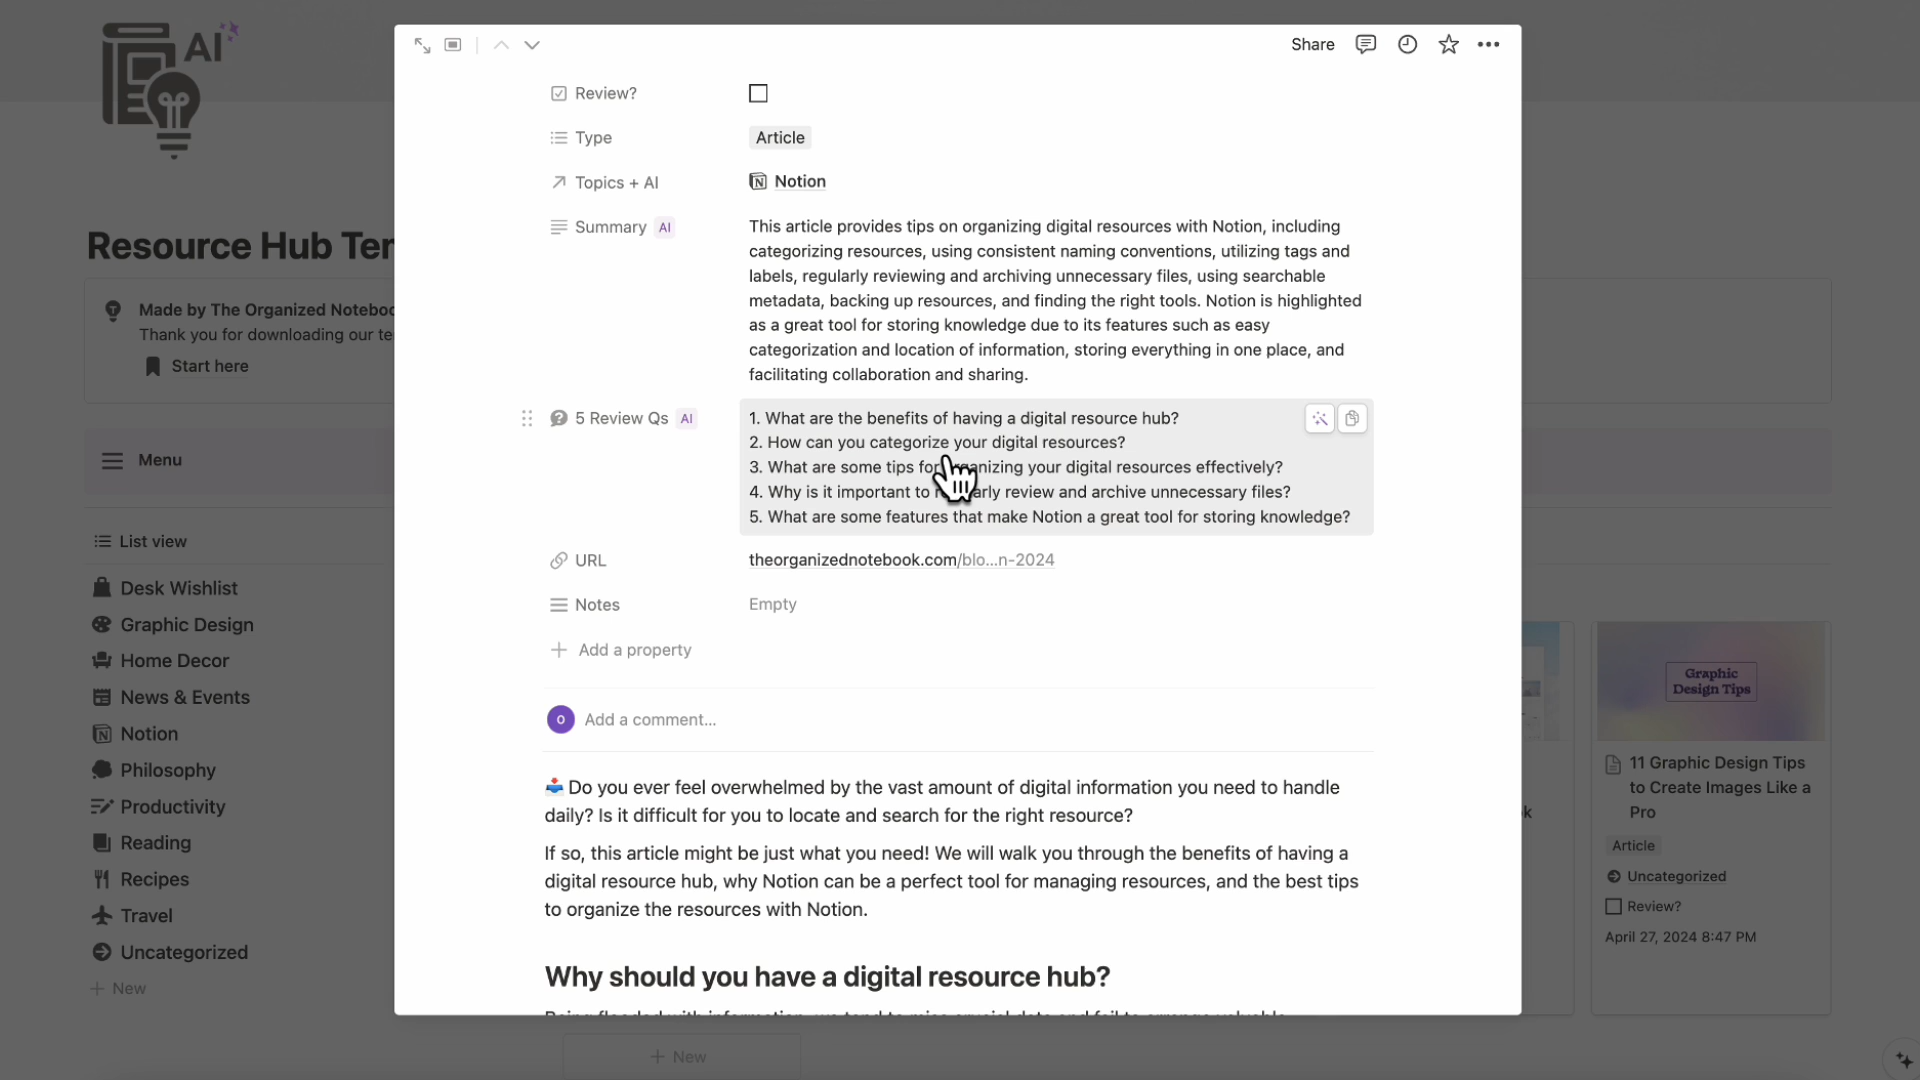 AI
Share
Review?
Type
Article
Topics + AI
Notion
Summary AI
This article provides tips on organizing digital resources with Notion, including
categorizing resources, using consistent naming conventions, utilizing tags and
labels, regularly reviewing and archiving unnecessary files, using searchable
metadata, backing up resources, and finding the right tools. Notion is highlighted
as a great tool for storing knowledge due to its features such as easy
categorization and location of information, storing everything in one place, and
facilitating collaboration and sharing.
5 Review Qs AI
1. What are the benefits of having a digital resource hub?
2. How can you categorize your digital resources?
3. What are some tips for organizing your digital resources effectively?
4. Why is it important to regularly review and archive unnecessary files?
5. What are some features that make Notion a great tool for storing knowledge?
URL
theorganizednotebook.com/blo...n-2024
Notes
Empty
+ Add a property
O
Add a comment...
Do you ever feel overwhelmed by the vast amount of digital information you need to handle
daily? Is it difficult for you to locate and search for the right resource?
If so, this article might be just what you need! We will walk you through the benefits of having a
digital resource hub, why Notion can be a perfect tool for managing resources, and the best tips
to organize the resources with Notion.
Why should you have a digital resource hub?
Resource Hub Ter
Made by The Organized Noteboo
Thank you for downloading our te
Start here
Menu
List view
Desk Wishlist
Graphic Design
Home Decor
News & Events
Notion
Philosophy
Productivity
Reading
Recipes
Travel
Uncategorized
+ New
+ New
k
Graphic
Design Tips
11 Graphic Design Tips
to Create Images Like a
Pro
Article
Uncategorized
Review?
April 27, 2024 8:47 PM